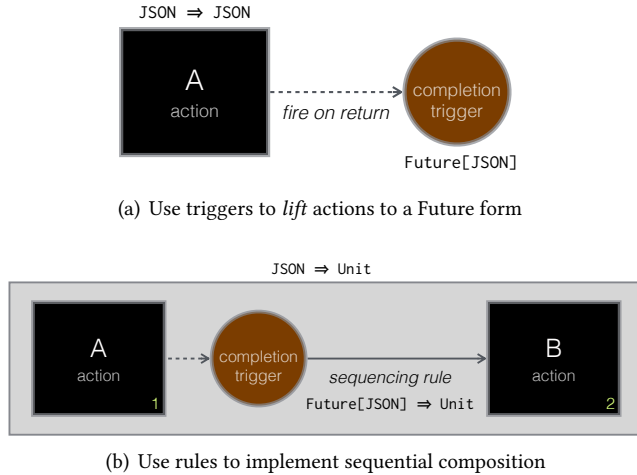 JSON ⇒ JSON
A
action
fire on return
completion
trigger
Future[JSON]
(a) Use triggers to lift actions to a Future form
JSON ⇒ Unit
A
action
1
completion
trigger
sequencing rule
Future[JSON] ⇒ Unit
B
action
2
(b) Use rules to implement sequential composition